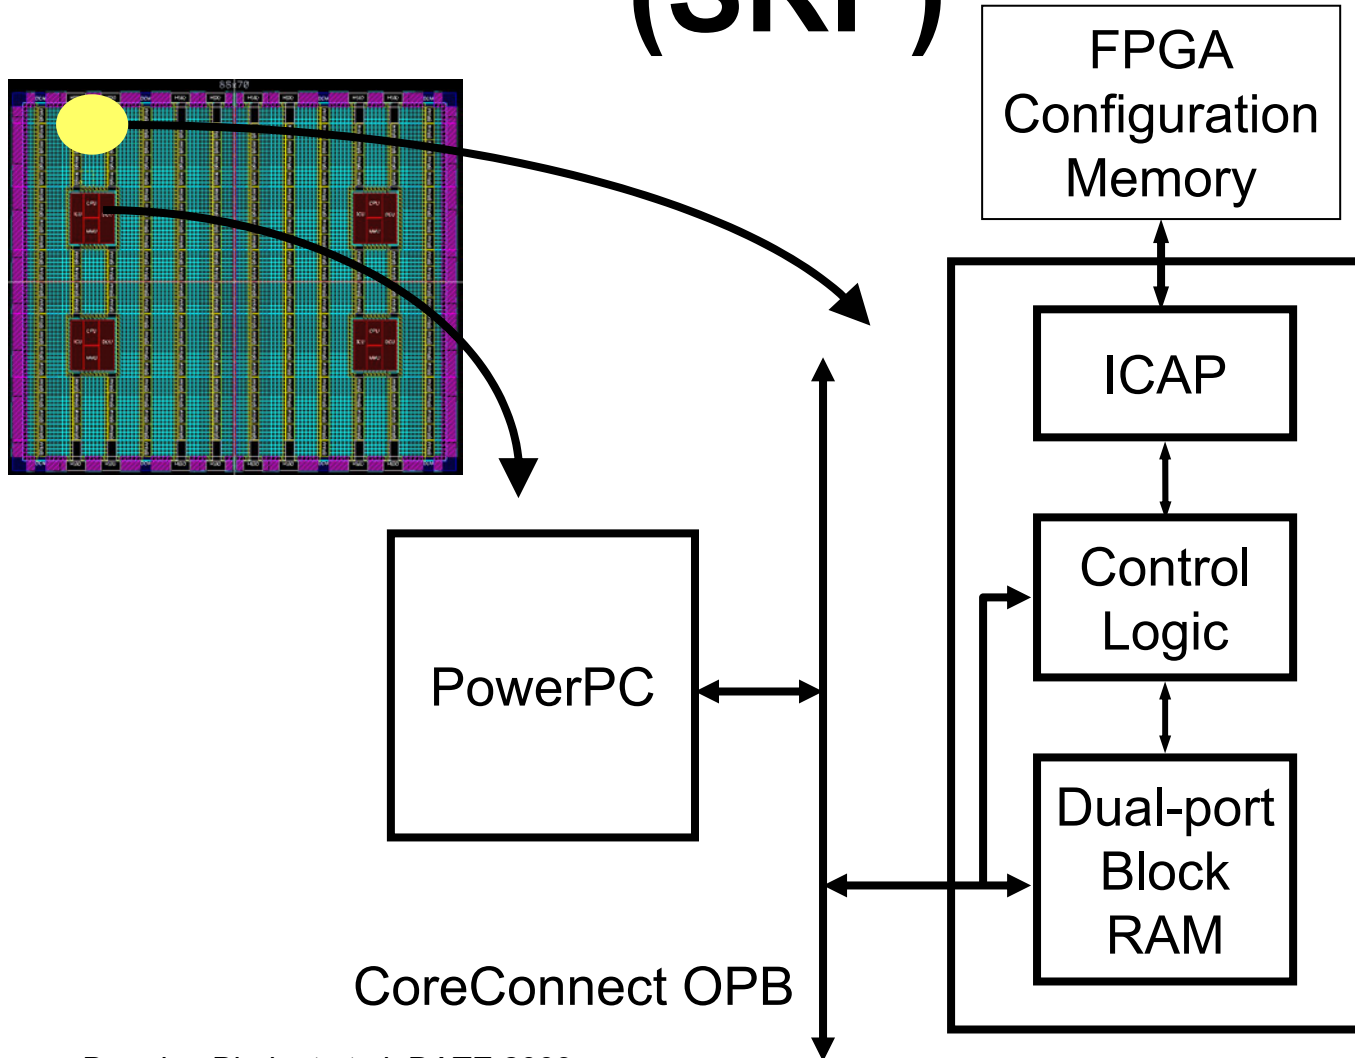 FPGA
Configuration
Memory
ICAP
Control
Logic
PowerPC
Dual-port
Block
RAM
CoreConnect OPB